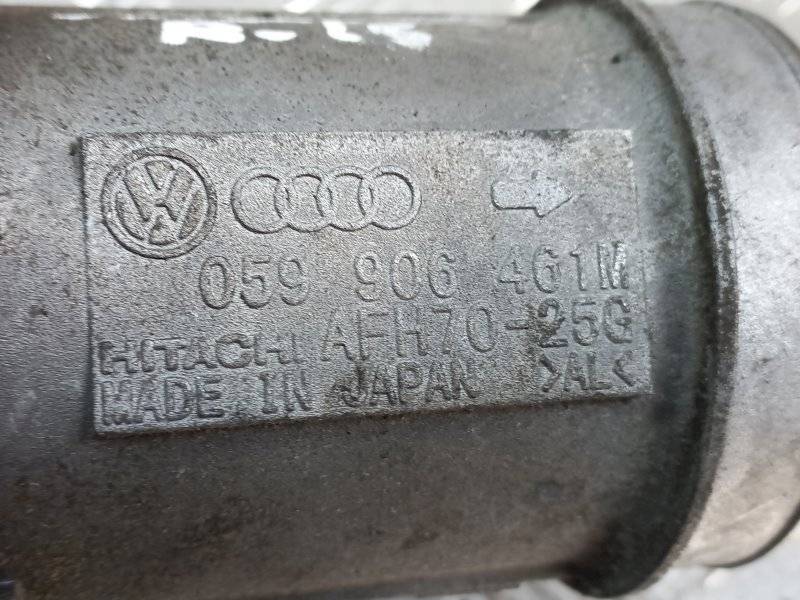 059 906 461M
HITACHI AFH70-25G
MADE IN JAPAN >AL<